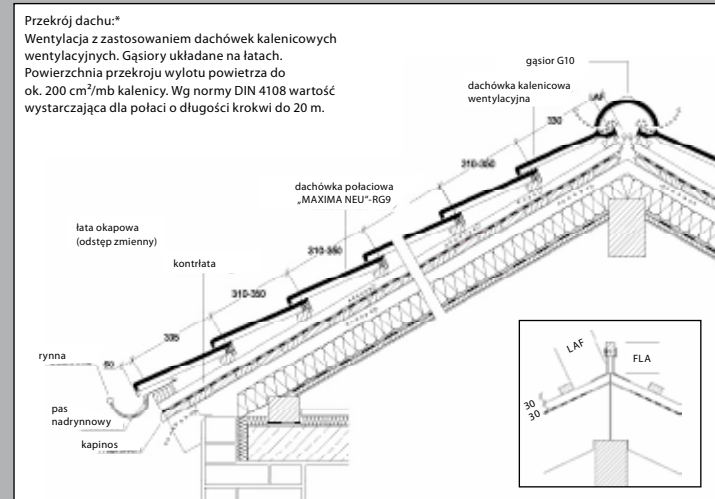 Przekrój dachu:*
Wentylacja z zastosowaniem dachówek kalenicowych
wentylacyjnych. Gąsiory układane na łatach.
Powierzchnia przekroju wylotu powietrza do
ok. 200 cm²/mb kalenicy. Wg normy DIN 4108 wartość
wystarczająca dla połaci o długości krokwi do 20 m.
gąsior G10
dachówka kalenicowa
wentylacyjna
LAF
330
310-350
dachówka połaciowa
„MAXIMA NEU”-RG9
310-350
łata okapowa
(odstęp zmienny)
kontrłata
310-350
335
rynna
60
pas
nadrynnowy
kapinos
LAF
FLA
30
30